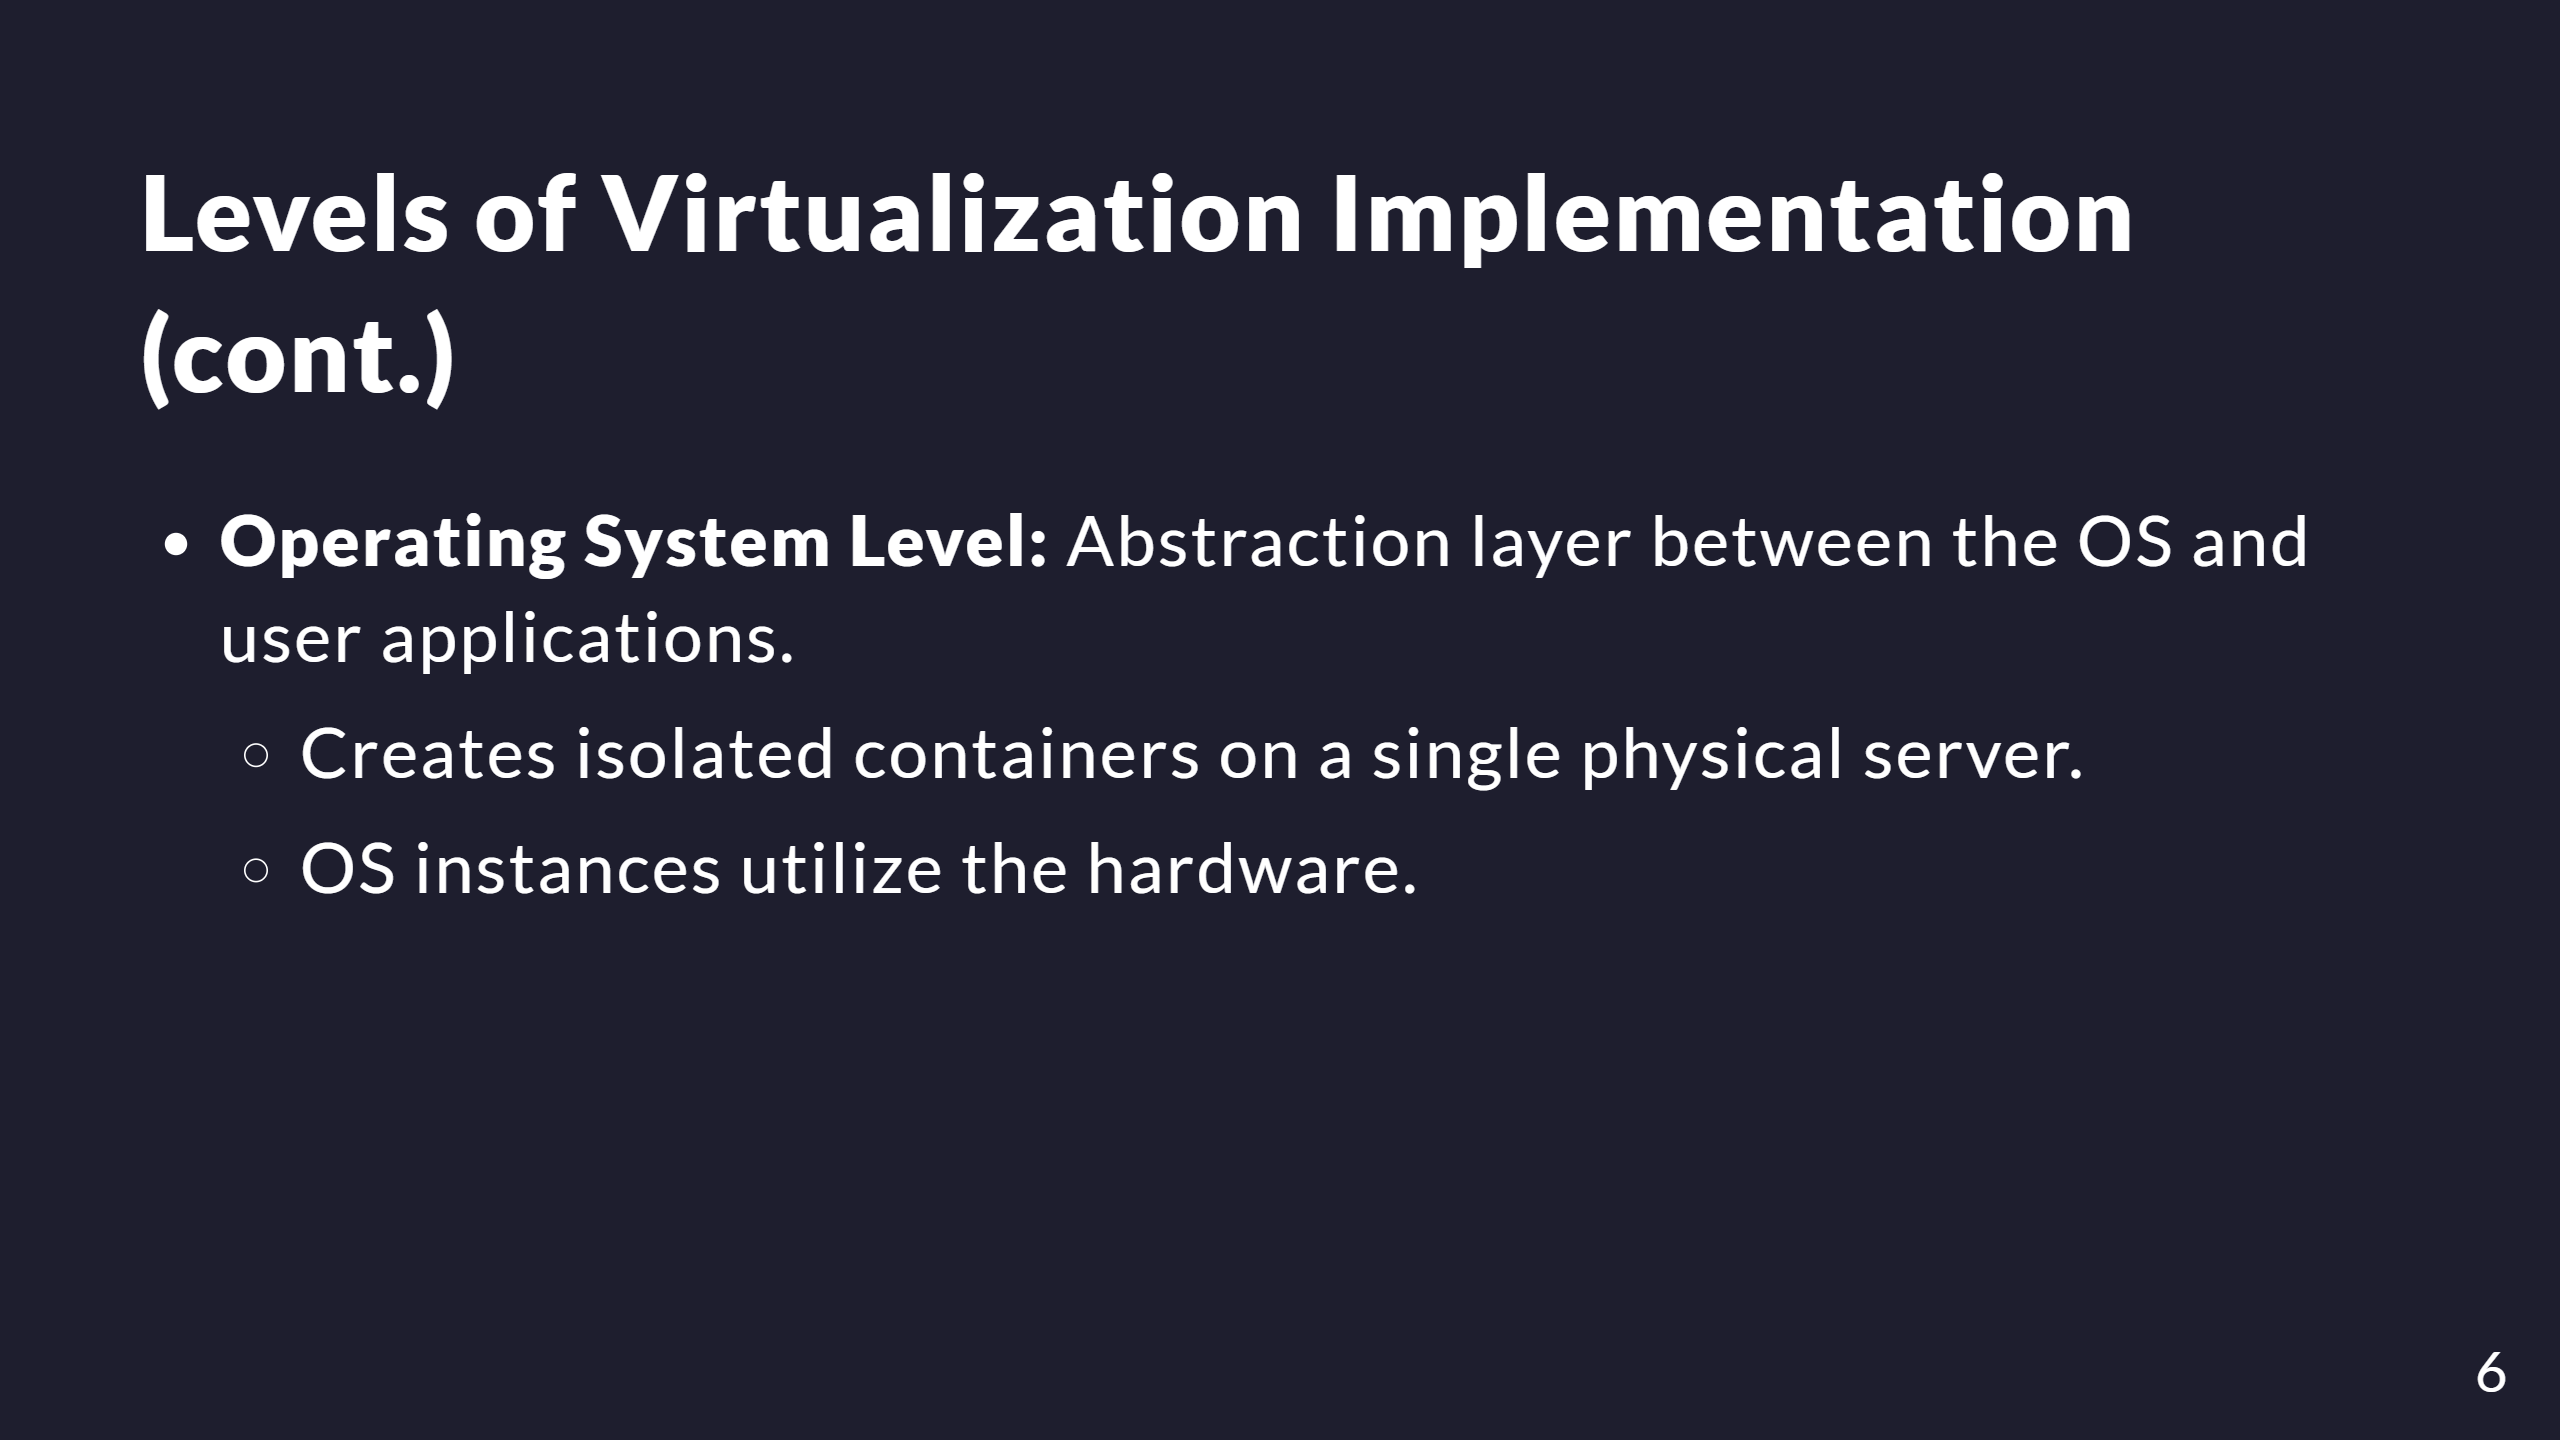 Levels of Virtualization Implementation
(cont.)
• Operating System Level: Abstraction layer between the OS and
user applications.
◦ Creates isolated containers on a single physical server.
◦ OS instances utilize the hardware.
6